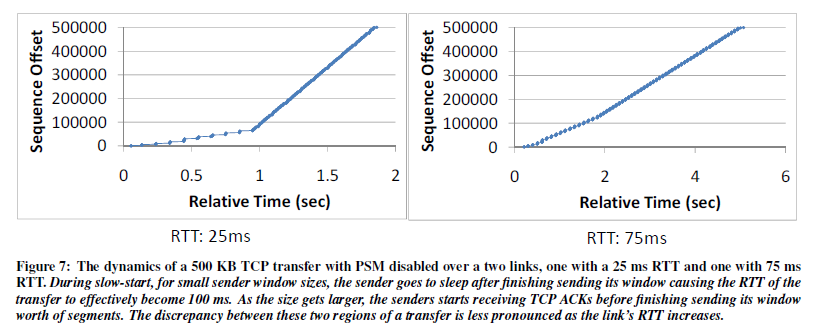 500000
400000
300000
200000
100000
0
Sequence Offset
0 0.5 1 1.5 2
Relative Time (sec)
RTT: 25ms
500000
400000
300000
200000
100000
0
Sequence Offset
0 2 4 6
Relative Time (sec)
RTT: 75ms
Figure 7: The dynamics of a 500 KB TCP transfer with PSM disabled over a two links, one with a 25 ms RTT and one with 75 ms
RTT. During slow-start, for small sender window sizes, the sender goes to sleep after finishing sending its window causing the RTT of the
transfer to effectively become 100 ms. As the size gets larger, the senders starts receiving TCP ACKs before finishing sending its window
worth of segments. The discrepancy between these two regions of a transfer is less pronounced as the link's RTT increases.